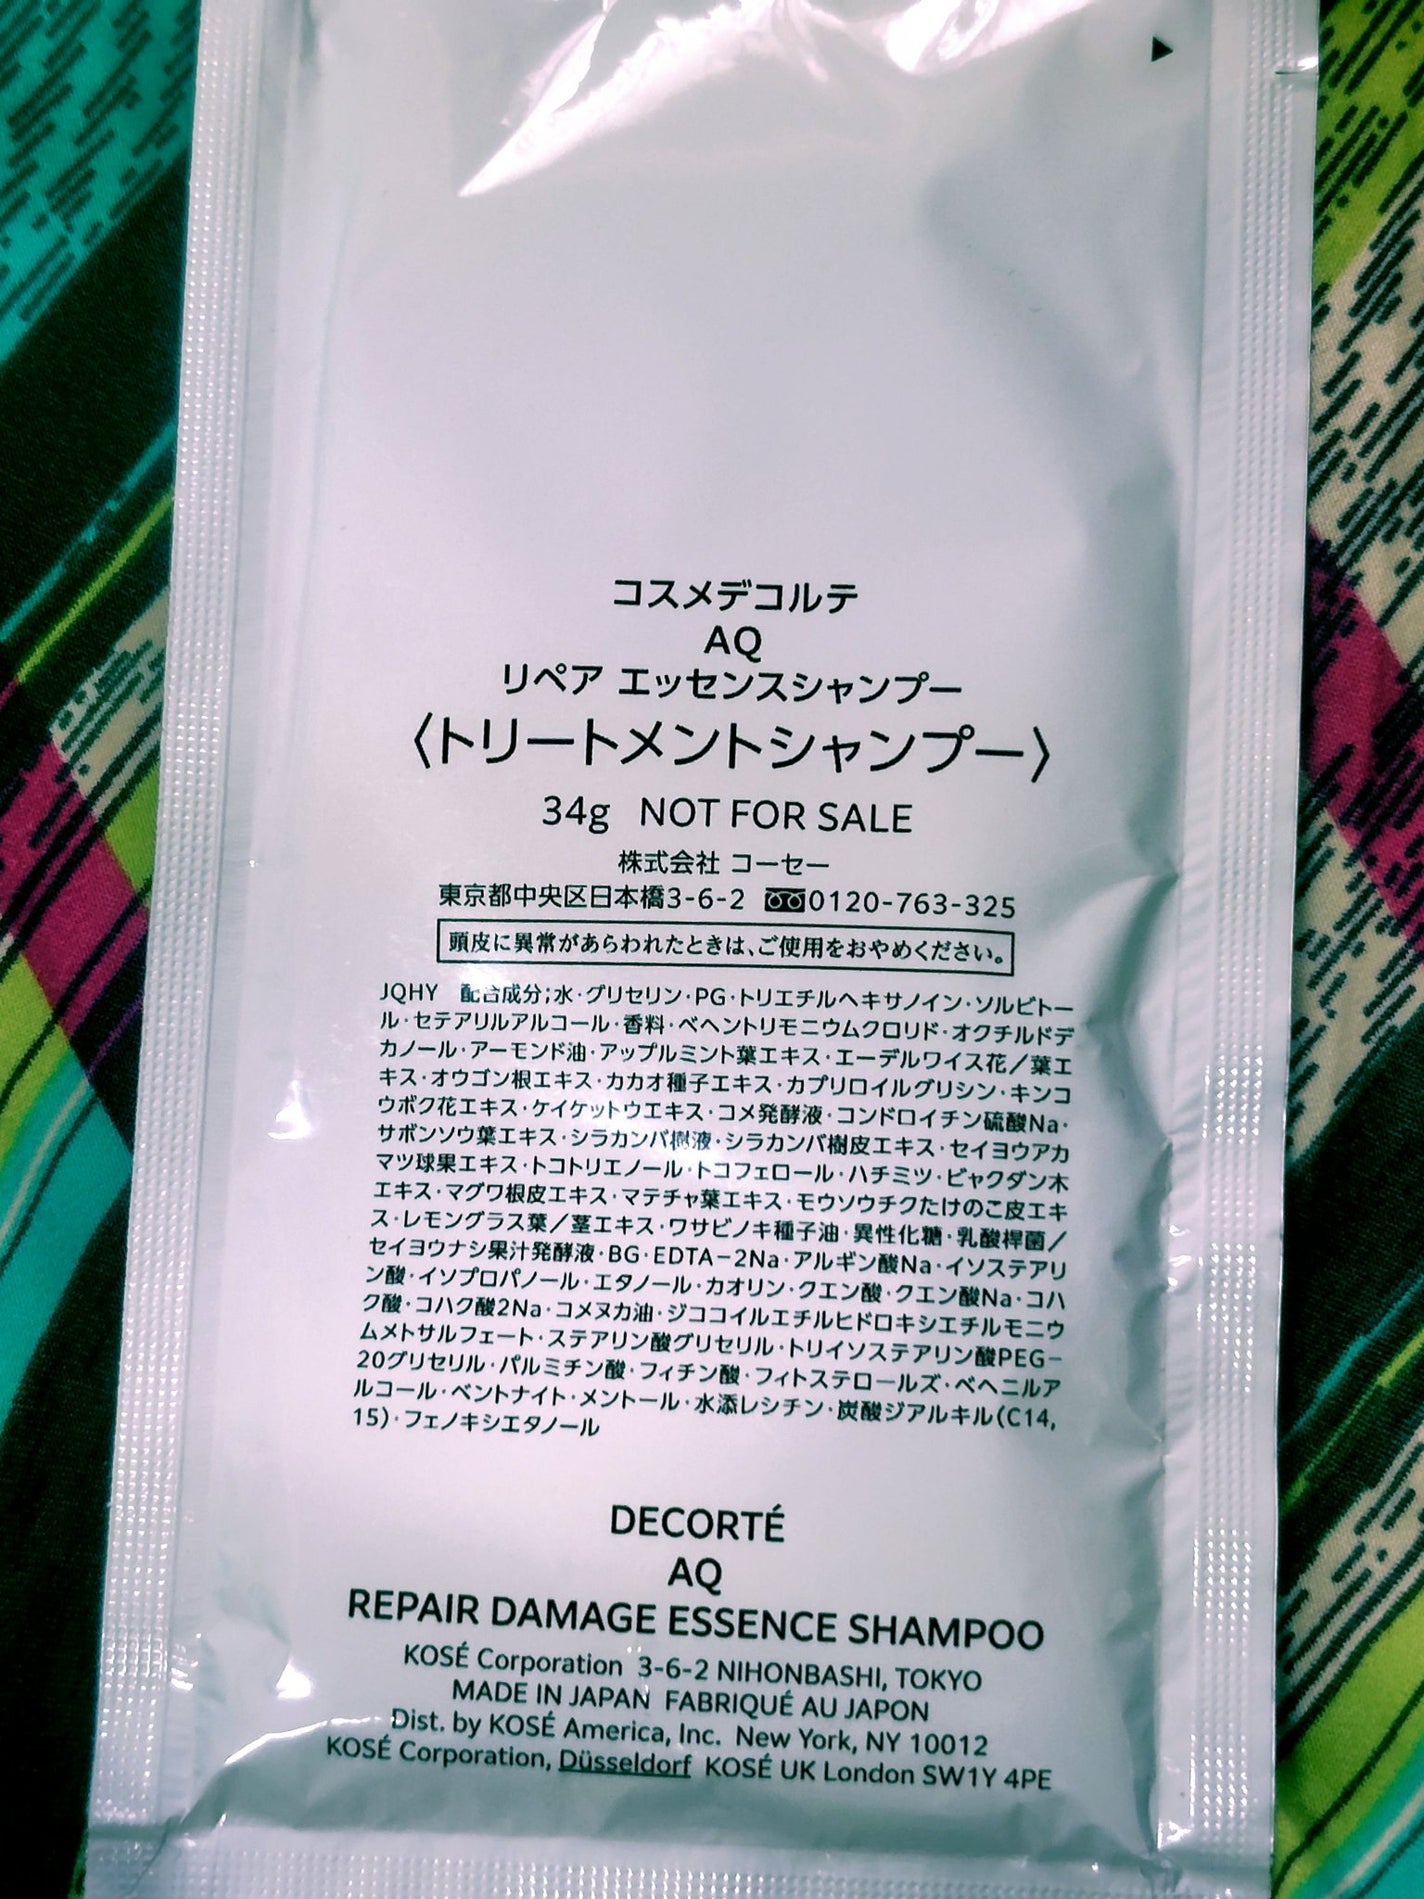 コスメデコルテ
AQ
リペア エッセンスシャンプー
〈トリートメントシャンプー〉
34g NOT FOR SALE
株式会社 コーセー
東京都中央区日本橋3-6-2 0120-763-325
頭皮に異常があらわれたときは、ご使用をおやめください。
JQHY 配合成分;水・グリセリン・PG・トリエチルヘキサノイン・ソルビトー
ル・セテアリルアルコール・香料・ベヘントリモニウムクロリド・オクチルドデ
カノール・アーモンド油・アップルミント葉エキス・エーデルワイス花／葉エ
キス・オウゴン根エキス・カカオ種子エキス・カプリロイルグリシン・キンコ
ウボク花エキス・ケイケットウエキス・コメ発酵液・コンドロイチン硫酸Na・
サボンソウ葉エキス・シラカンバ樹液・シラカンバ樹皮エキス・セイヨウアカ
マツ球果エキス・トコトリエノール・トコフェロール・ハチミツ・ビャクダン木
エキス・マグワ根皮エキス・マテチャ葉エキス・モウソウチクたけのこ皮エキ
ス・レモングラス葉／茎エキス・ワサビノキ種子油・異性化糖・乳酸桿菌／
セイヨウナシ果汁発酵液・BG・EDTA－2Na・アルギン酸Na・イソステアリ
ン酸・イソプロパノール・エタノール・カオリン・クエン酸・クエン酸Na・コハ
ク酸・コハク酸2Na・コメヌカ油・ジココイルエチルヒドロキシエチルモニウ
ムメトサルフェート・ステアリン酸グリセリル・トリイソステアリン酸PEG－
20グリセリル・パルミチン酸・フィチン酸・フィトステロールズ・ベヘニルア
ルコール・ベントナイト・メントール・水添レシチン・炭酸ジアルキル（C14,
15）・フェノキシエタノール
DECORTÉ
AQ
REPAIR DAMAGE ESSENCE SHAMPOO
KOSÉ Corporation 3-6-2 NIHONBASHI, TOKYO
MADE IN JAPAN FABRIQUÉ AU JAPON
Dist. by KOSÉ America, Inc. New York, NY 10012
KOSÉ Corporation, Düsseldorf KOSÉ UK London SW1Y 4PE